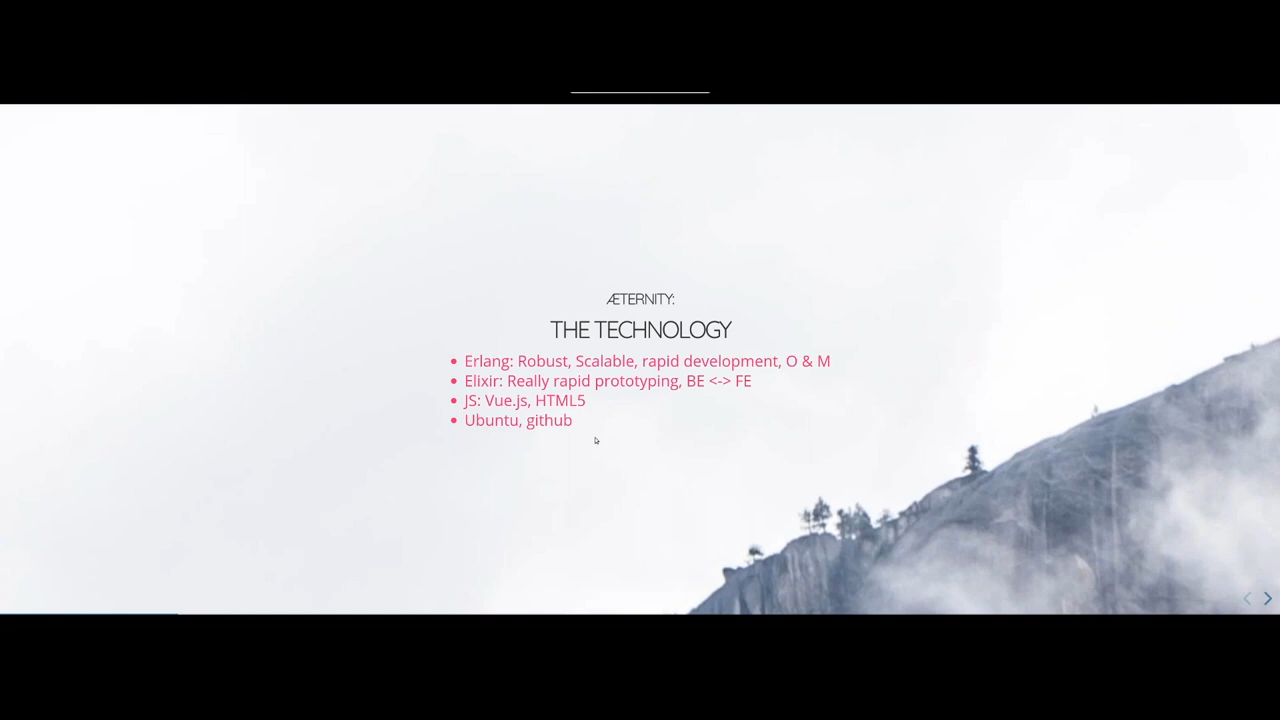 ÆTERNITY:
THE TECHNOLOGY
• Erlang: Robust, Scalable, rapid development, O & M
• Elixir: Really rapid prototyping, BE <-> FE
• JS: Vue.js, HTML5
• Ubuntu, github